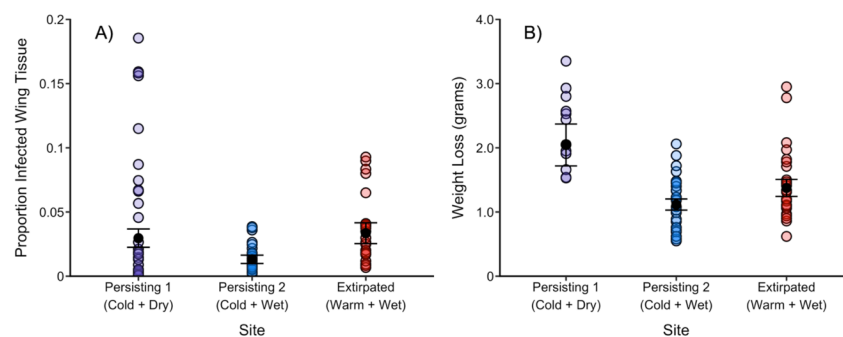 A)
Proportion Infected Wing Tissue
0.2
0.15
0.1
0.05
0
Persisting 1
(Cold + Dry)
Persisting 2
(Cold + Wet)
Extirpated
(Warm + Wet)
Site
B)
Weight Loss (grams)
4.0
3.0
2.0
1.0
0
Persisting 1
(Cold + Dry)
Persisting 2
(Cold + Wet)
Extirpated
(Warm + Wet)
Site